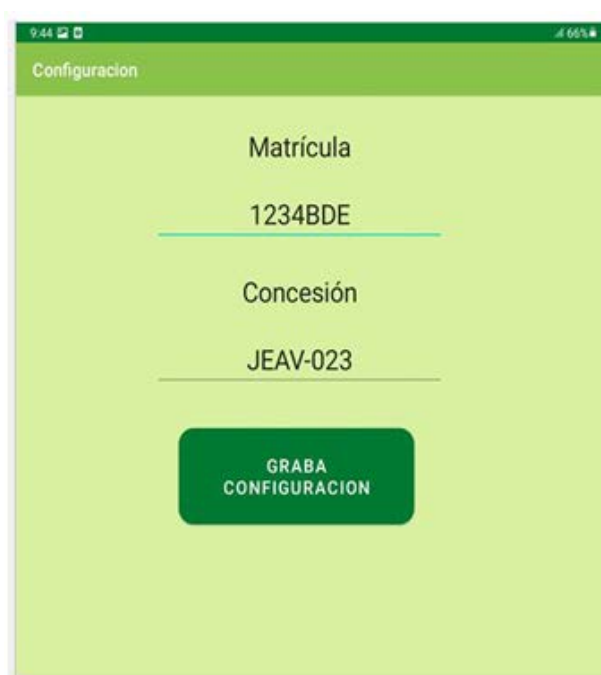 9:44
66%
Configuracion
Matrícula
1234BDE
Concesión
JEAV-023
GRABA
CONFIGURACION